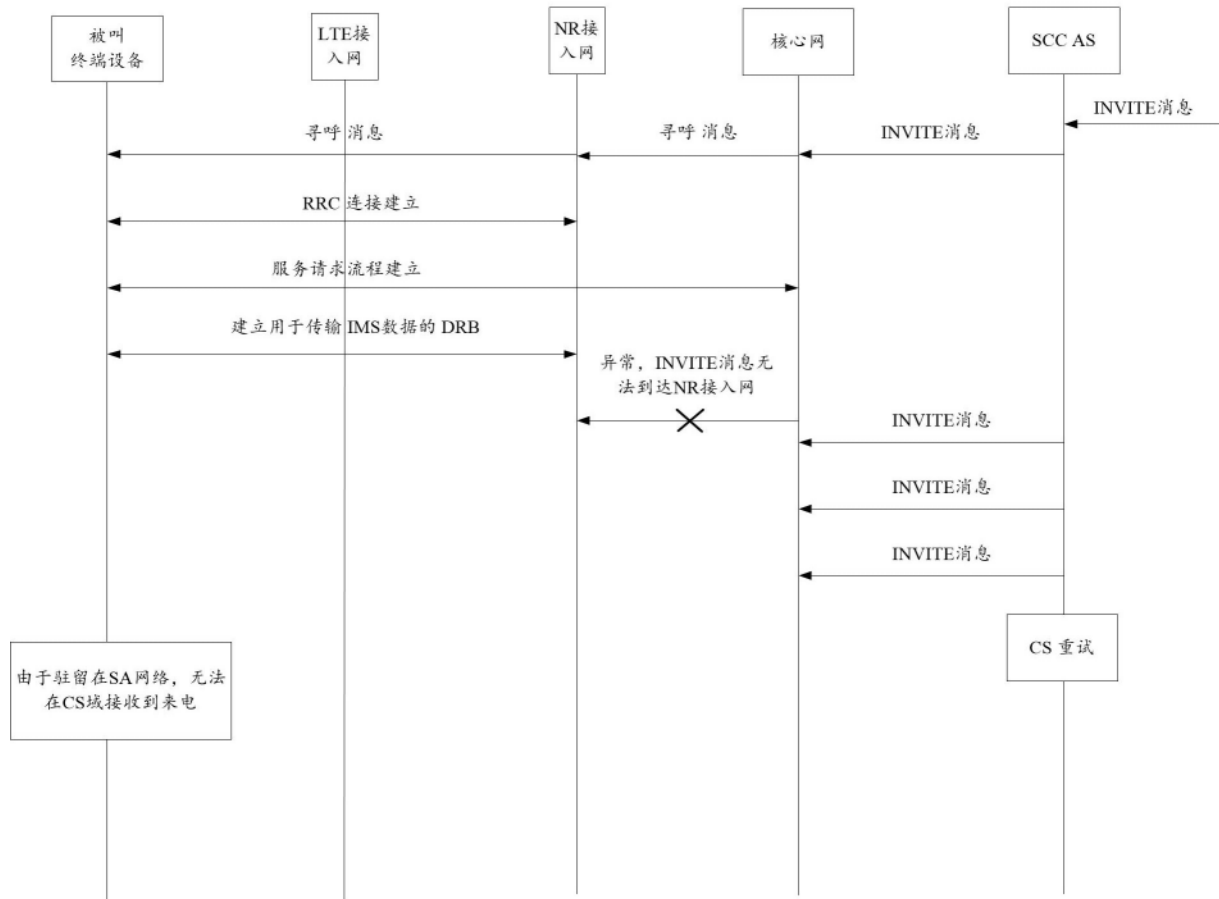 被叫
终端设备
LTE接
入网
NR接
入网
核心网
SCC AS
INVITE消息
寻呼 消息
寻呼 消息
INVITE消息
RRC 连接建立
服务请求流程建立
建立用于传输 IMS数据的 DRB
异常，INVITE消息无
法到达NR接入网
INVITE消息
INVITE消息
INVITE消息
CS 重试
由于驻留在SA网络，无法
在CS域接收到来电